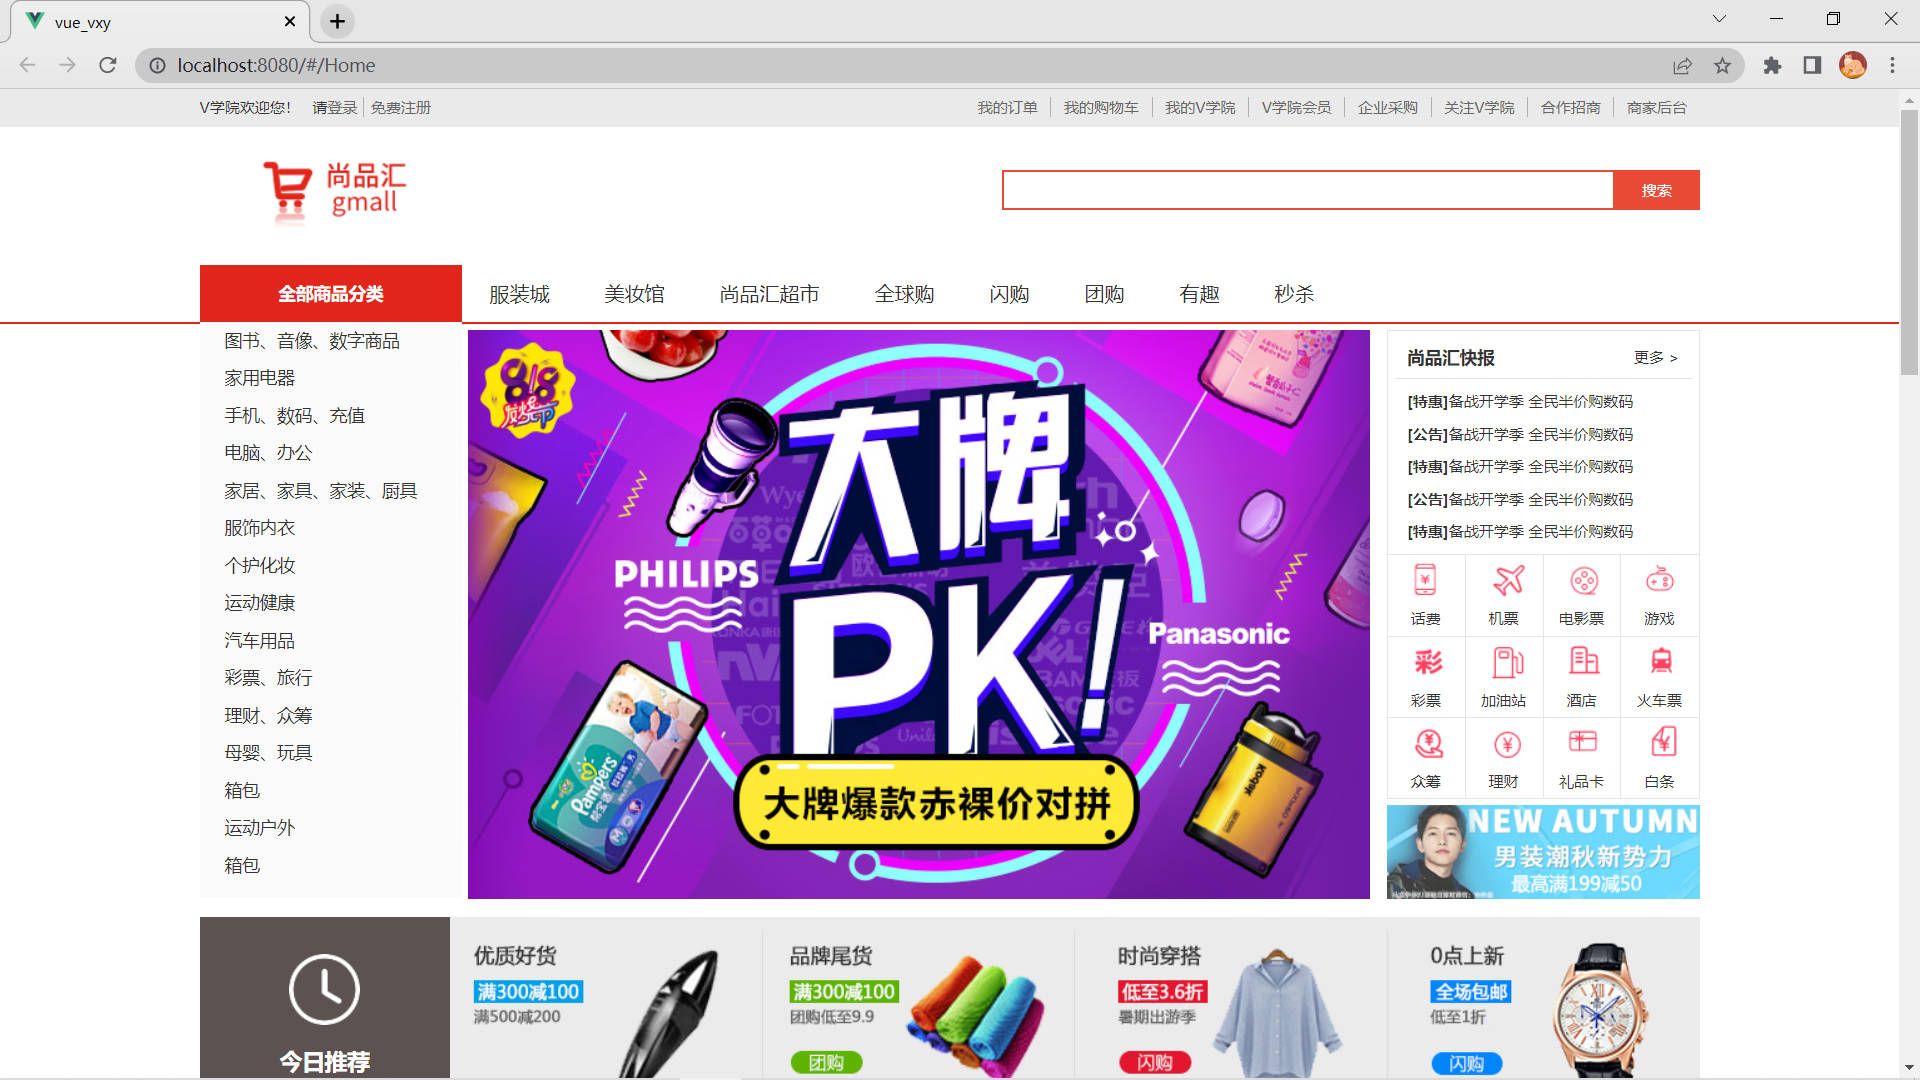 vue_vxy
localhost:8080/#/Home
V学院欢迎您！ 请登录 免费注册
我的订单 我的购物车 我的V学院 V学院会员 企业采购 关注V学院 合作招商 商家后台
尚品汇
gmall
搜索
全部商品分类 服装城 美妆馆 尚品汇超市 全球购 闪购 团购 有趣 秒杀
图书、音像、数字商品
家用电器
手机、数码、充值
电脑、办公
家居、家具、家装、厨具
服饰内衣
个护化妆
运动健康
汽车用品
彩票、旅行
理财、众筹
母婴、玩具
箱包
运动户外
箱包
大牌
PK!
PHILIPS
Panasonic
Pampers
Kodak
大牌爆款赤裸价对拼
尚品汇快报 更多 >
[特惠]备战开学季 全民半价购数码
[公告]备战开学季 全民半价购数码
[特惠]备战开学季 全民半价购数码
[公告]备战开学季 全民半价购数码
[特惠]备战开学季 全民半价购数码
话费 机票 电影票 游戏
彩
彩票 加油站 酒店 火车票
众筹 理财 礼品卡 白条
NEW AUTUMN
男装潮秋新势力
最高满199减50
今日推荐
优质好货
满300减100
满500减200
品牌尾货
满300减100
团购低至9.9
团购
时尚穿搭
低至3.6折
暑期出游季
闪购
0点上新
全场包邮
低至1折
闪购